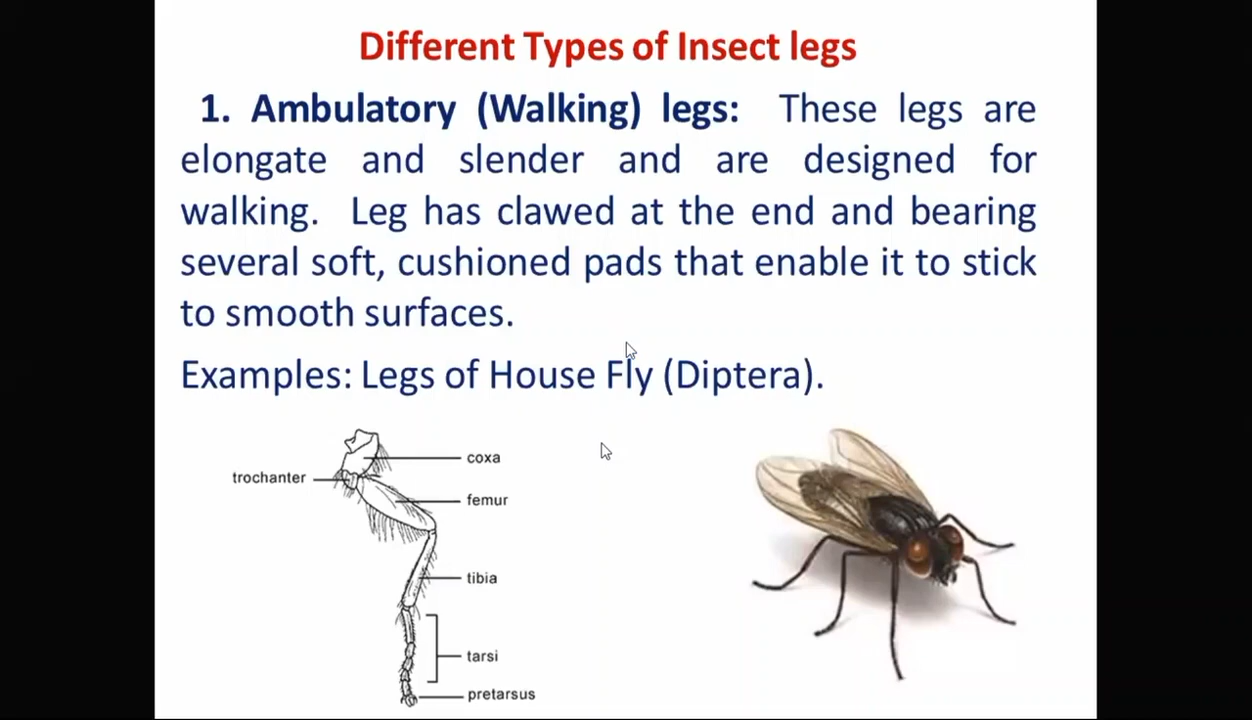 Different Types of Insect legs
1. Ambulatory (Walking) legs: These legs are
elongate and slender and are designed for
walking. Leg has clawed at the end and bearing
several soft, cushioned pads that enable it to stick
to smooth surfaces.
Examples: Legs of House Fly (Diptera).
coxa
trochanter
femur
tibia
tarsi
pretarsus